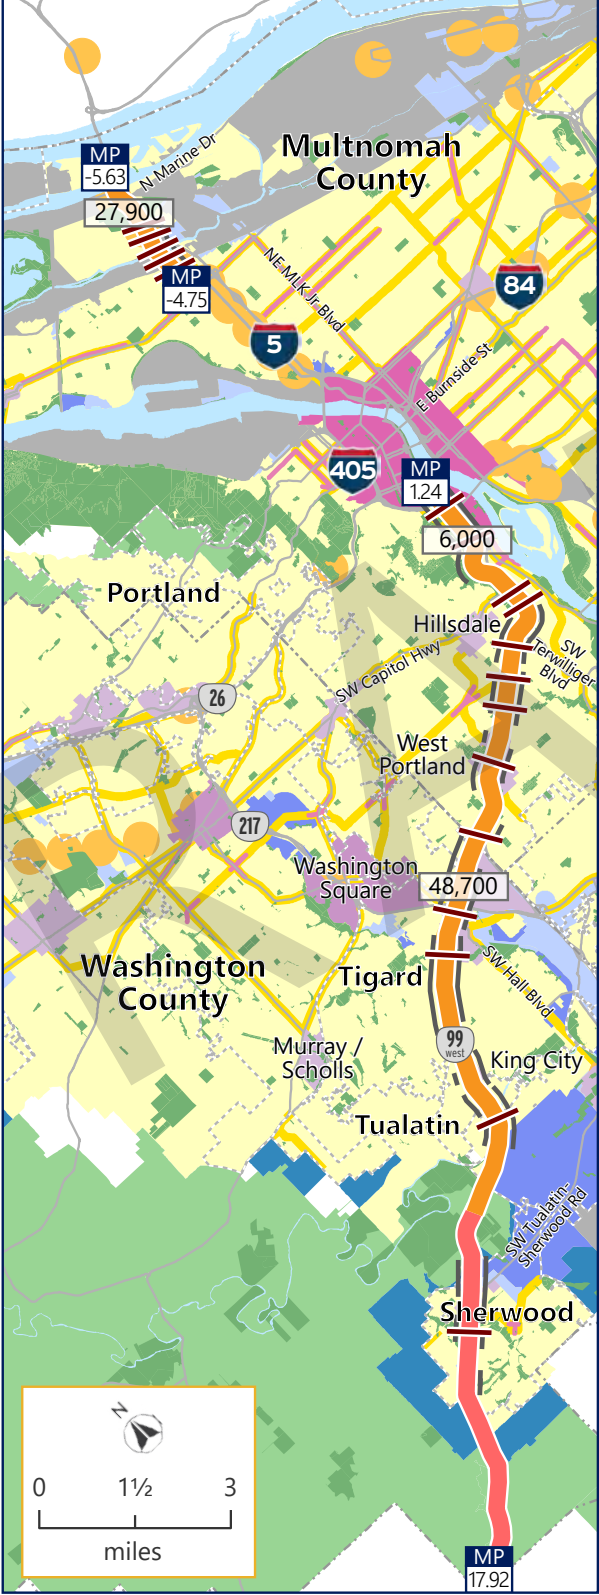 Multnomah
County
MP
-5.63
N Marine Dr
27,900
MP
-4.75
NE MLK Jr Blvd
84
5
E Burnside St
405
MP
1.24
6,000
Portland
Hillsdale
SW
Terwilliger
Blvd
SW Capitol Hwy
26
West
Portland
217
Washington
Square
48,700
Washington
County
Tigard
SW Hall Blvd
99
west
Murray /
Scholls
King City
Tualatin
SW Tualatin-
Sherwood Rd
Sherwood
N
0 1½ 3
miles
MP
17.92